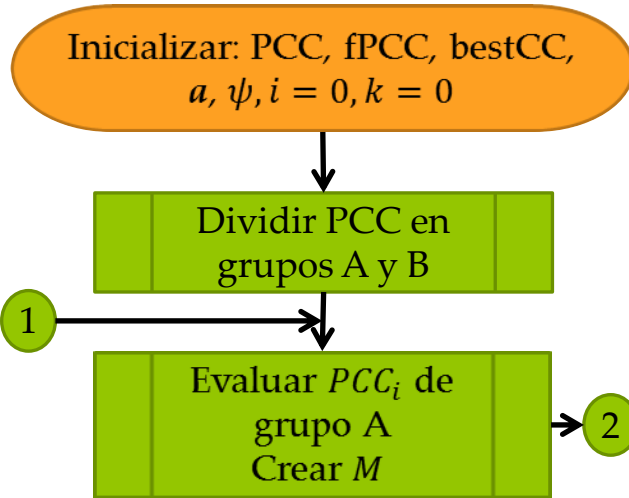 Inicializar: PCC, fPCC, bestCC,
a, ψ, i = 0, k = 0
Dividir PCC en
grupos A y B
1
Evaluar PCCᵢ de
grupo A
Crear M
2